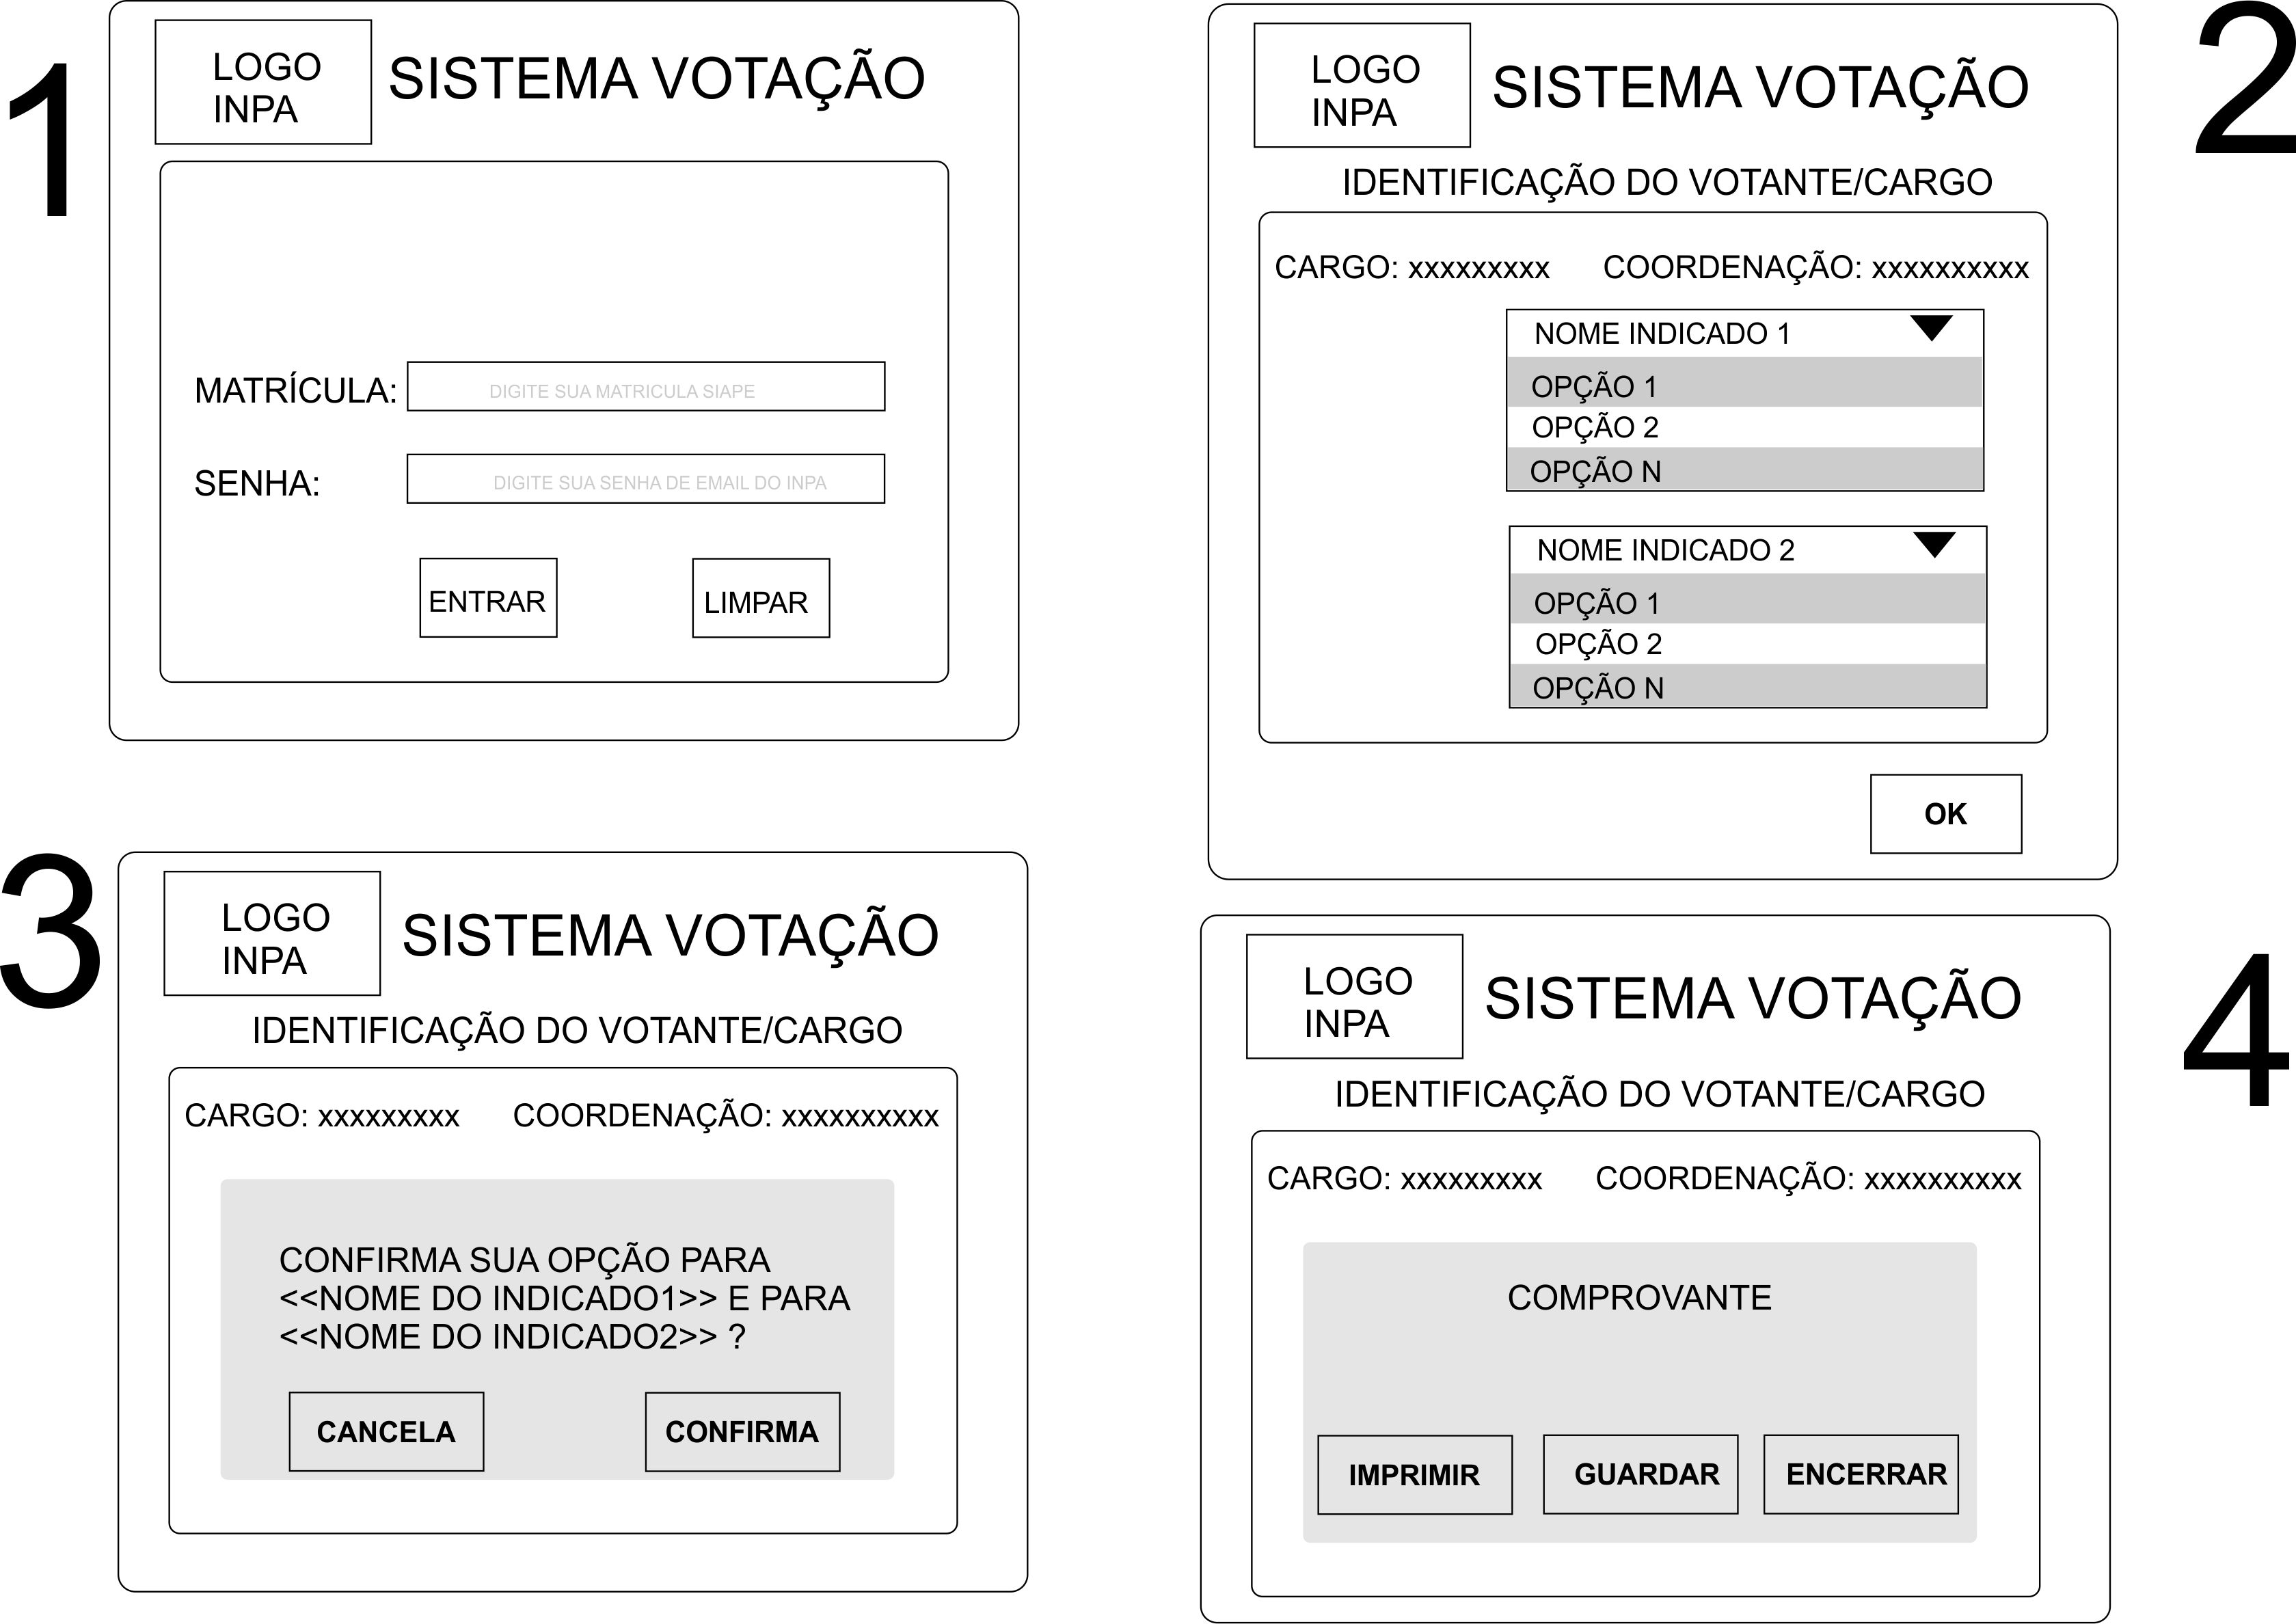 1
LOGO
INPA
SISTEMA VOTAÇÃO
MATRÍCULA:
DIGITE SUA MATRICULA SIAPE
SENHA:
DIGITE SUA SENHA DE EMAIL DO INPA
ENTRAR
LIMPAR
2
LOGO
INPA
SISTEMA VOTAÇÃO
IDENTIFICAÇÃO DO VOTANTE/CARGO
CARGO: xxxxxxxxx
COORDENAÇÃO: xxxxxxxxxx
NOME INDICADO 1
OPÇÃO 1
OPÇÃO 2
OPÇÃO N
NOME INDICADO 2
OPÇÃO 1
OPÇÃO 2
OPÇÃO N
OK
3
LOGO
INPA
SISTEMA VOTAÇÃO
IDENTIFICAÇÃO DO VOTANTE/CARGO
CARGO: xxxxxxxxx
COORDENAÇÃO: xxxxxxxxxx
CONFIRMA SUA OPÇÃO PARA
<<NOME DO INDICADO1>> E PARA
<<NOME DO INDICADO2>> ?
CANCELA
CONFIRMA
4
LOGO
INPA
SISTEMA VOTAÇÃO
IDENTIFICAÇÃO DO VOTANTE/CARGO
CARGO: xxxxxxxxx
COORDENAÇÃO: xxxxxxxxxx
COMPROVANTE
IMPRIMIR
GUARDAR
ENCERRAR